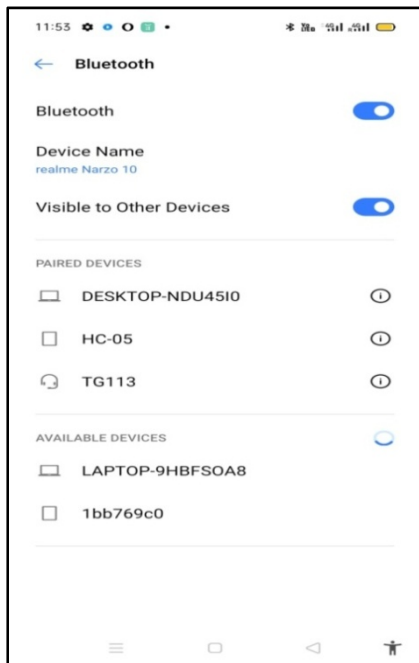 11:53
Bluetooth
Bluetooth
Device Name
realme Narzo 10
Visible to Other Devices
PAIRED DEVICES
DESKTOP-NDU45I0
HC-05
TG113
AVAILABLE DEVICES
LAPTOP-9HBFSOA8
1bb769c0